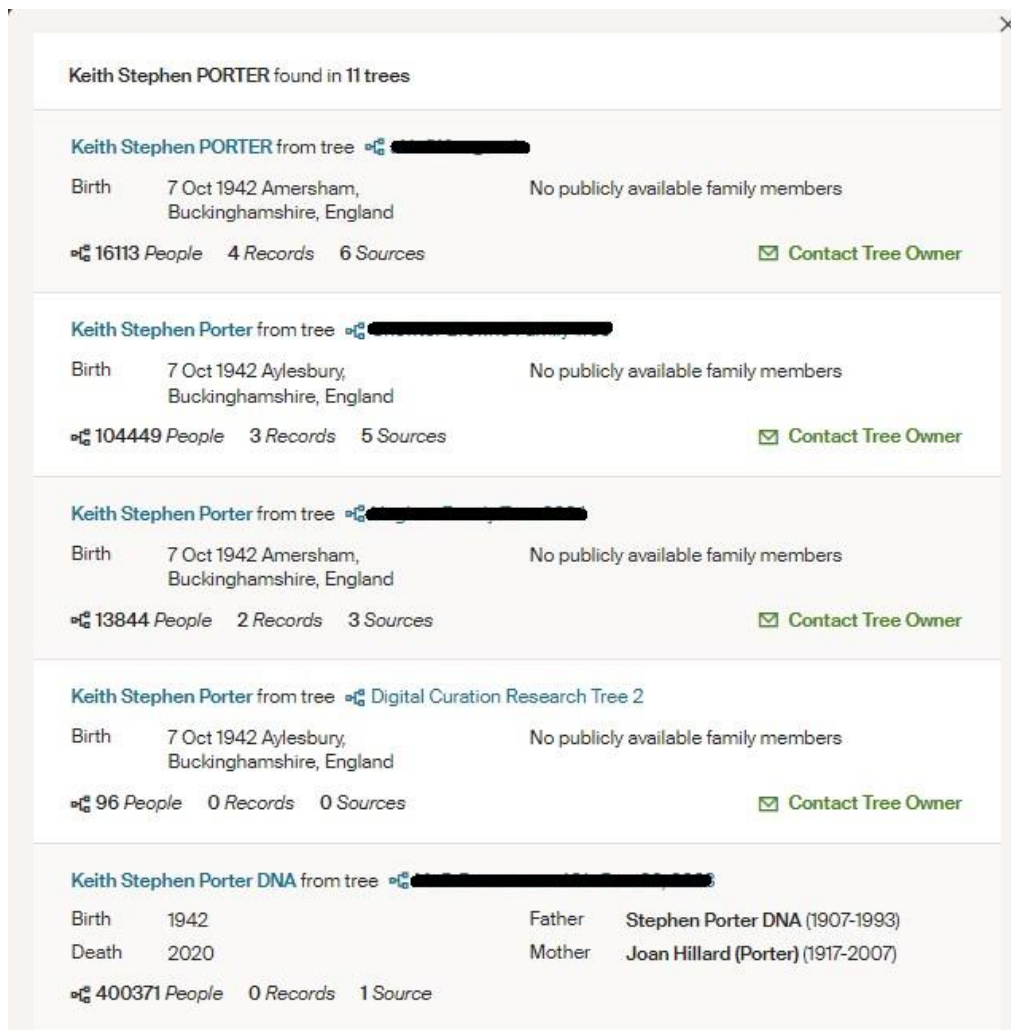 Keith Stephen PORTER found in 11 trees
Keith Stephen PORTER from tree
Birth 7 Oct 1942 Amersham, No publicly available family members
Buckinghamshire, England
16113 People 4 Records 6 Sources Contact Tree Owner
Keith Stephen Porter from tree
Birth 7 Oct 1942 Aylesbury, No publicly available family members
Buckinghamshire, England
104449 People 3 Records 5 Sources Contact Tree Owner
Keith Stephen Porter from tree
Birth 7 Oct 1942 Amersham, No publicly available family members
Buckinghamshire, England
13844 People 2 Records 3 Sources Contact Tree Owner
Keith Stephen Porter from tree Digital Curation Research Tree 2
Birth 7 Oct 1942 Aylesbury, No publicly available family members
Buckinghamshire, England
96 People 0 Records 0 Sources Contact Tree Owner
Keith Stephen Porter DNA from tree
Birth 1942 Father Stephen Porter DNA (1907-1993)
Death 2020 Mother Joan Hillard (Porter) (1917-2007)
400371 People 0 Records 1 Source